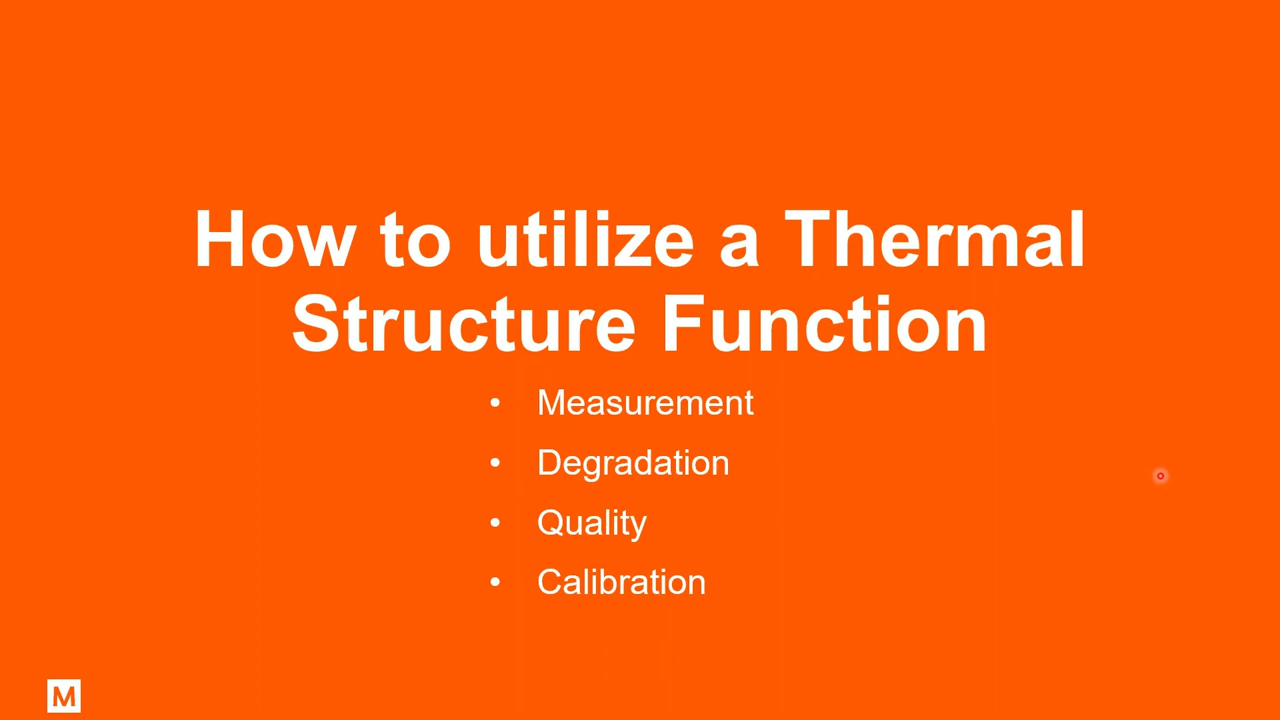 How to utilize a Thermal
Structure Function
• Measurement
• Degradation
• Quality
• Calibration
M